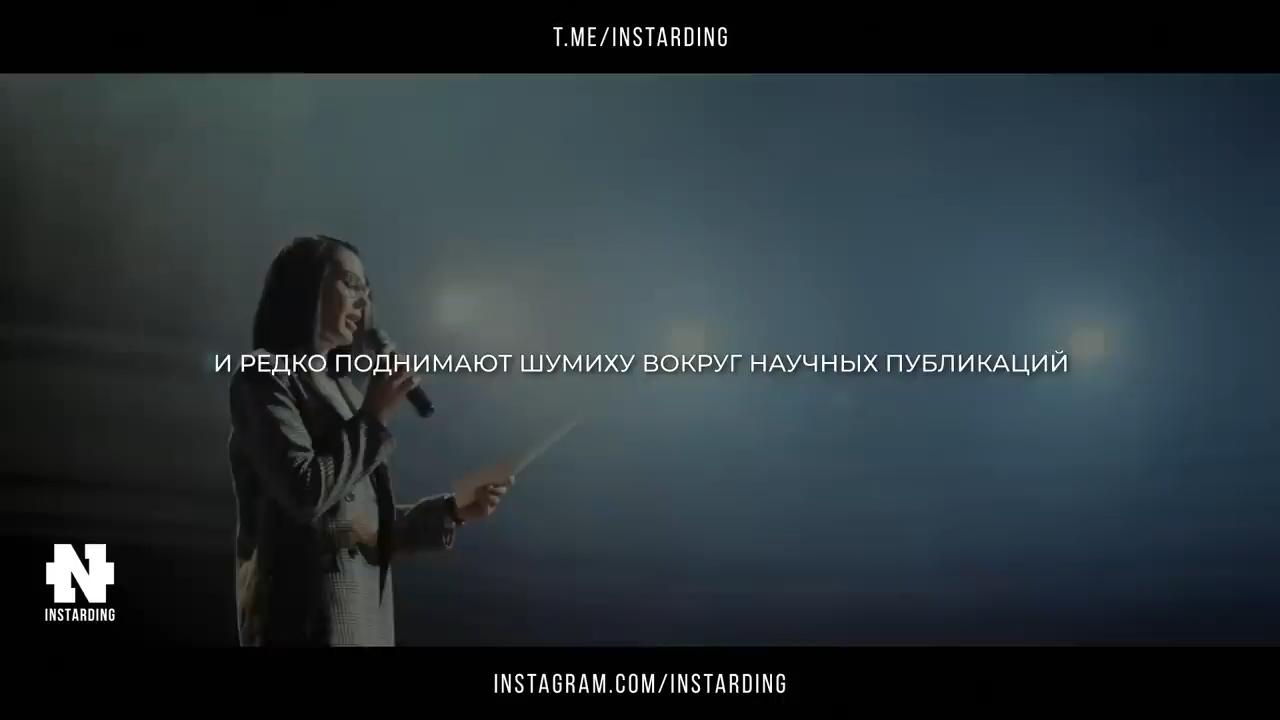 T.ME/INSTARDING
И РЕДКО ПОДНИМАЮТ ШУМИХУ ВОКРУГ НАУЧНЫХ ПУБЛИКАЦИЙ
N
INSTARDING
INSTAGRAM.COM/INSTARDING